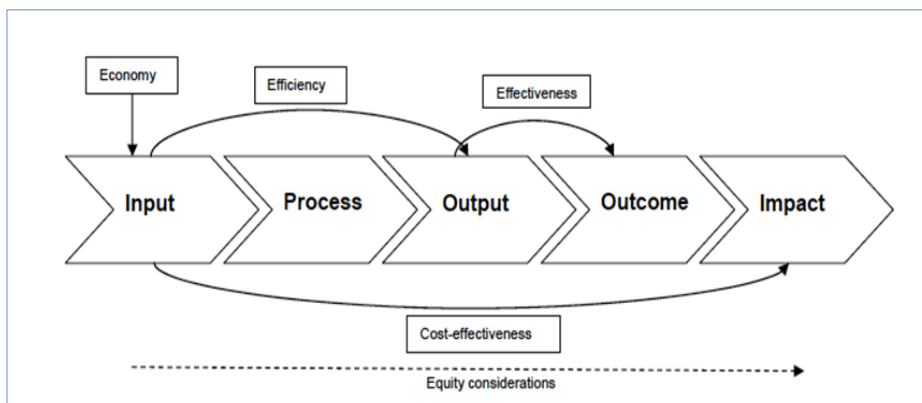 Economy
Efficiency
Effectiveness
Input
Process
Output
Outcome
Impact
Cost-effectiveness
Equity considerations